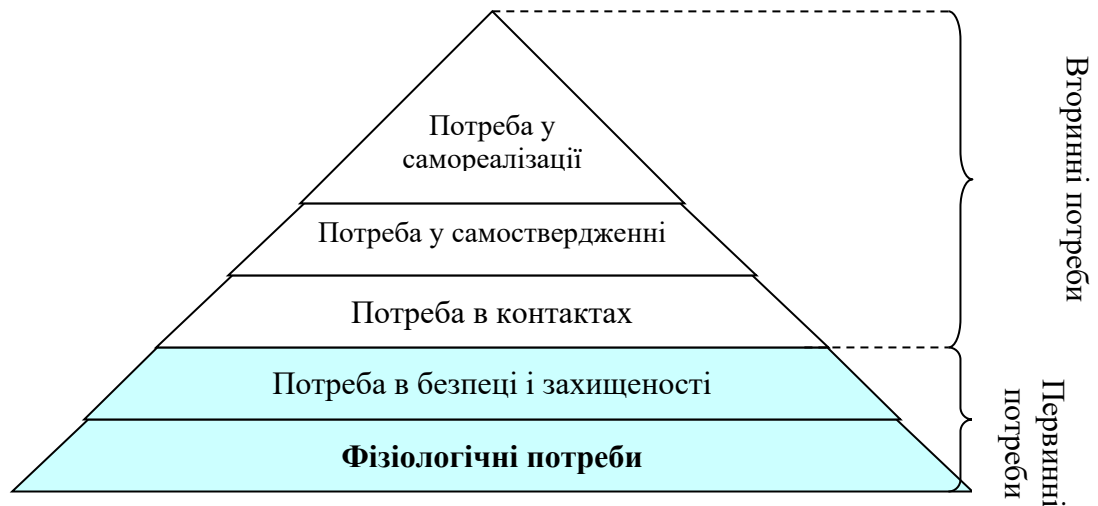 Потреба у
самореалізації
Потреба у самоствердженні
Потреба в контактах
Потреба в безпеці і захищеності
Фізіологічні потреби
Вторинні потреби
Первинні
потреби